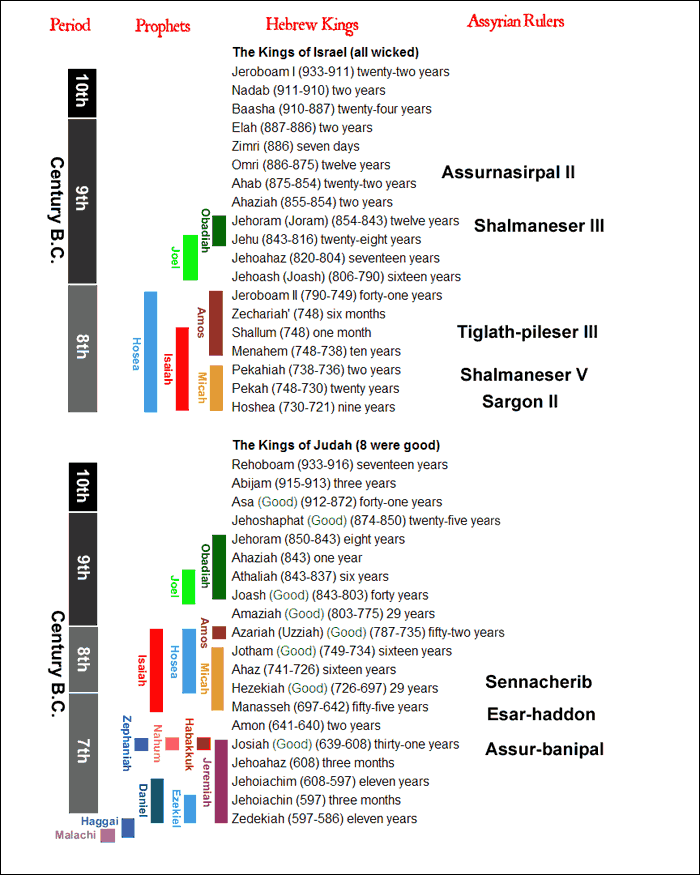 Period Prophets Hebrew Kings Assyrian Rulers
The Kings of Israel (all wicked)
Jeroboam I (933-911) twenty-two years
Nadab (911-910) two years
Baasha (910-887) twenty-four years
Elah (887-886) two years
Zimri (886) seven days
Omri (886-875) twelve years
Ahab (875-854) twenty-two years
Ahaziah (855-854) two years
Jehoram (Joram) (854-843) twelve years
Jehu (843-816) twenty-eight years
Jehoahaz (820-804) seventeen years
Jehoash (Joash) (806-790) sixteen years
Jeroboam II (790-749) forty-one years
Zechariah' (748) six months
Shallum (748) one month
Menahem (748-738) ten years
Pekahiah (738-736) two years
Pekah (748-730) twenty years
Hoshea (730-721) nine years
Assurnasirpal II
Shalmaneser III
Tiglath-pileser III
Shalmaneser V
Sargon II
Century B.C.
10th
9th
8th
Obadiah
Joel
Amos
Hosea
Isaiah
Micah
The Kings of Judah (8 were good)
Rehoboam (933-916) seventeen years
Abijam (915-913) three years
Asa (Good) (912-872) forty-one years
Jehoshaphat (Good) (874-850) twenty-five years
Jehoram (850-843) eight years
Ahaziah (843) one year
Athaliah (843-837) six years
Joash (Good) (843-803) forty years
Amaziah (Good) (803-775) 29 years
Azariah (Uzziah) (Good) (787-735) fifty-two years
Jotham (Good) (749-734) sixteen years
Ahaz (741-726) sixteen years
Hezekiah (Good) (726-697) 29 years
Manasseh (697-642) fifty-five years
Amon (641-640) two years
Josiah (Good) (639-608) thirty-one years
Jehoahaz (608) three months
Jehoiachim (608-597) eleven years
Jehoiachin (597) three months
Zedekiah (597-586) eleven years
Sennacherib
Esar-haddon
Assur-banipal
Century B.C.
10th
9th
8th
7th
Obadiah
Joel
Amos
Hosea
Isaiah
Micah
Zephaniah
Nahum
Habakkuk
Jeremiah
Daniel
Ezekiel
Haggai
Malachi